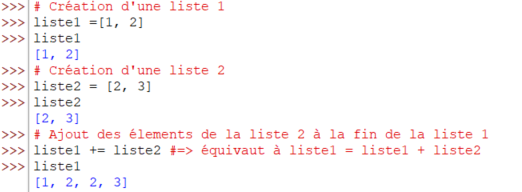 >>> # Création d'une liste 1
>>> liste1 =[1, 2]
>>> liste1
[1, 2]
>>> # Création d'une liste 2
>>> liste2 = [2, 3]
>>> liste2
[2, 3]
>>> # Ajout des élements de la liste 2 à la fin de la liste 1
>>> liste1 += liste2 #=> équivaut à liste1 = liste1 + liste2
>>> liste1
[1, 2, 2, 3]